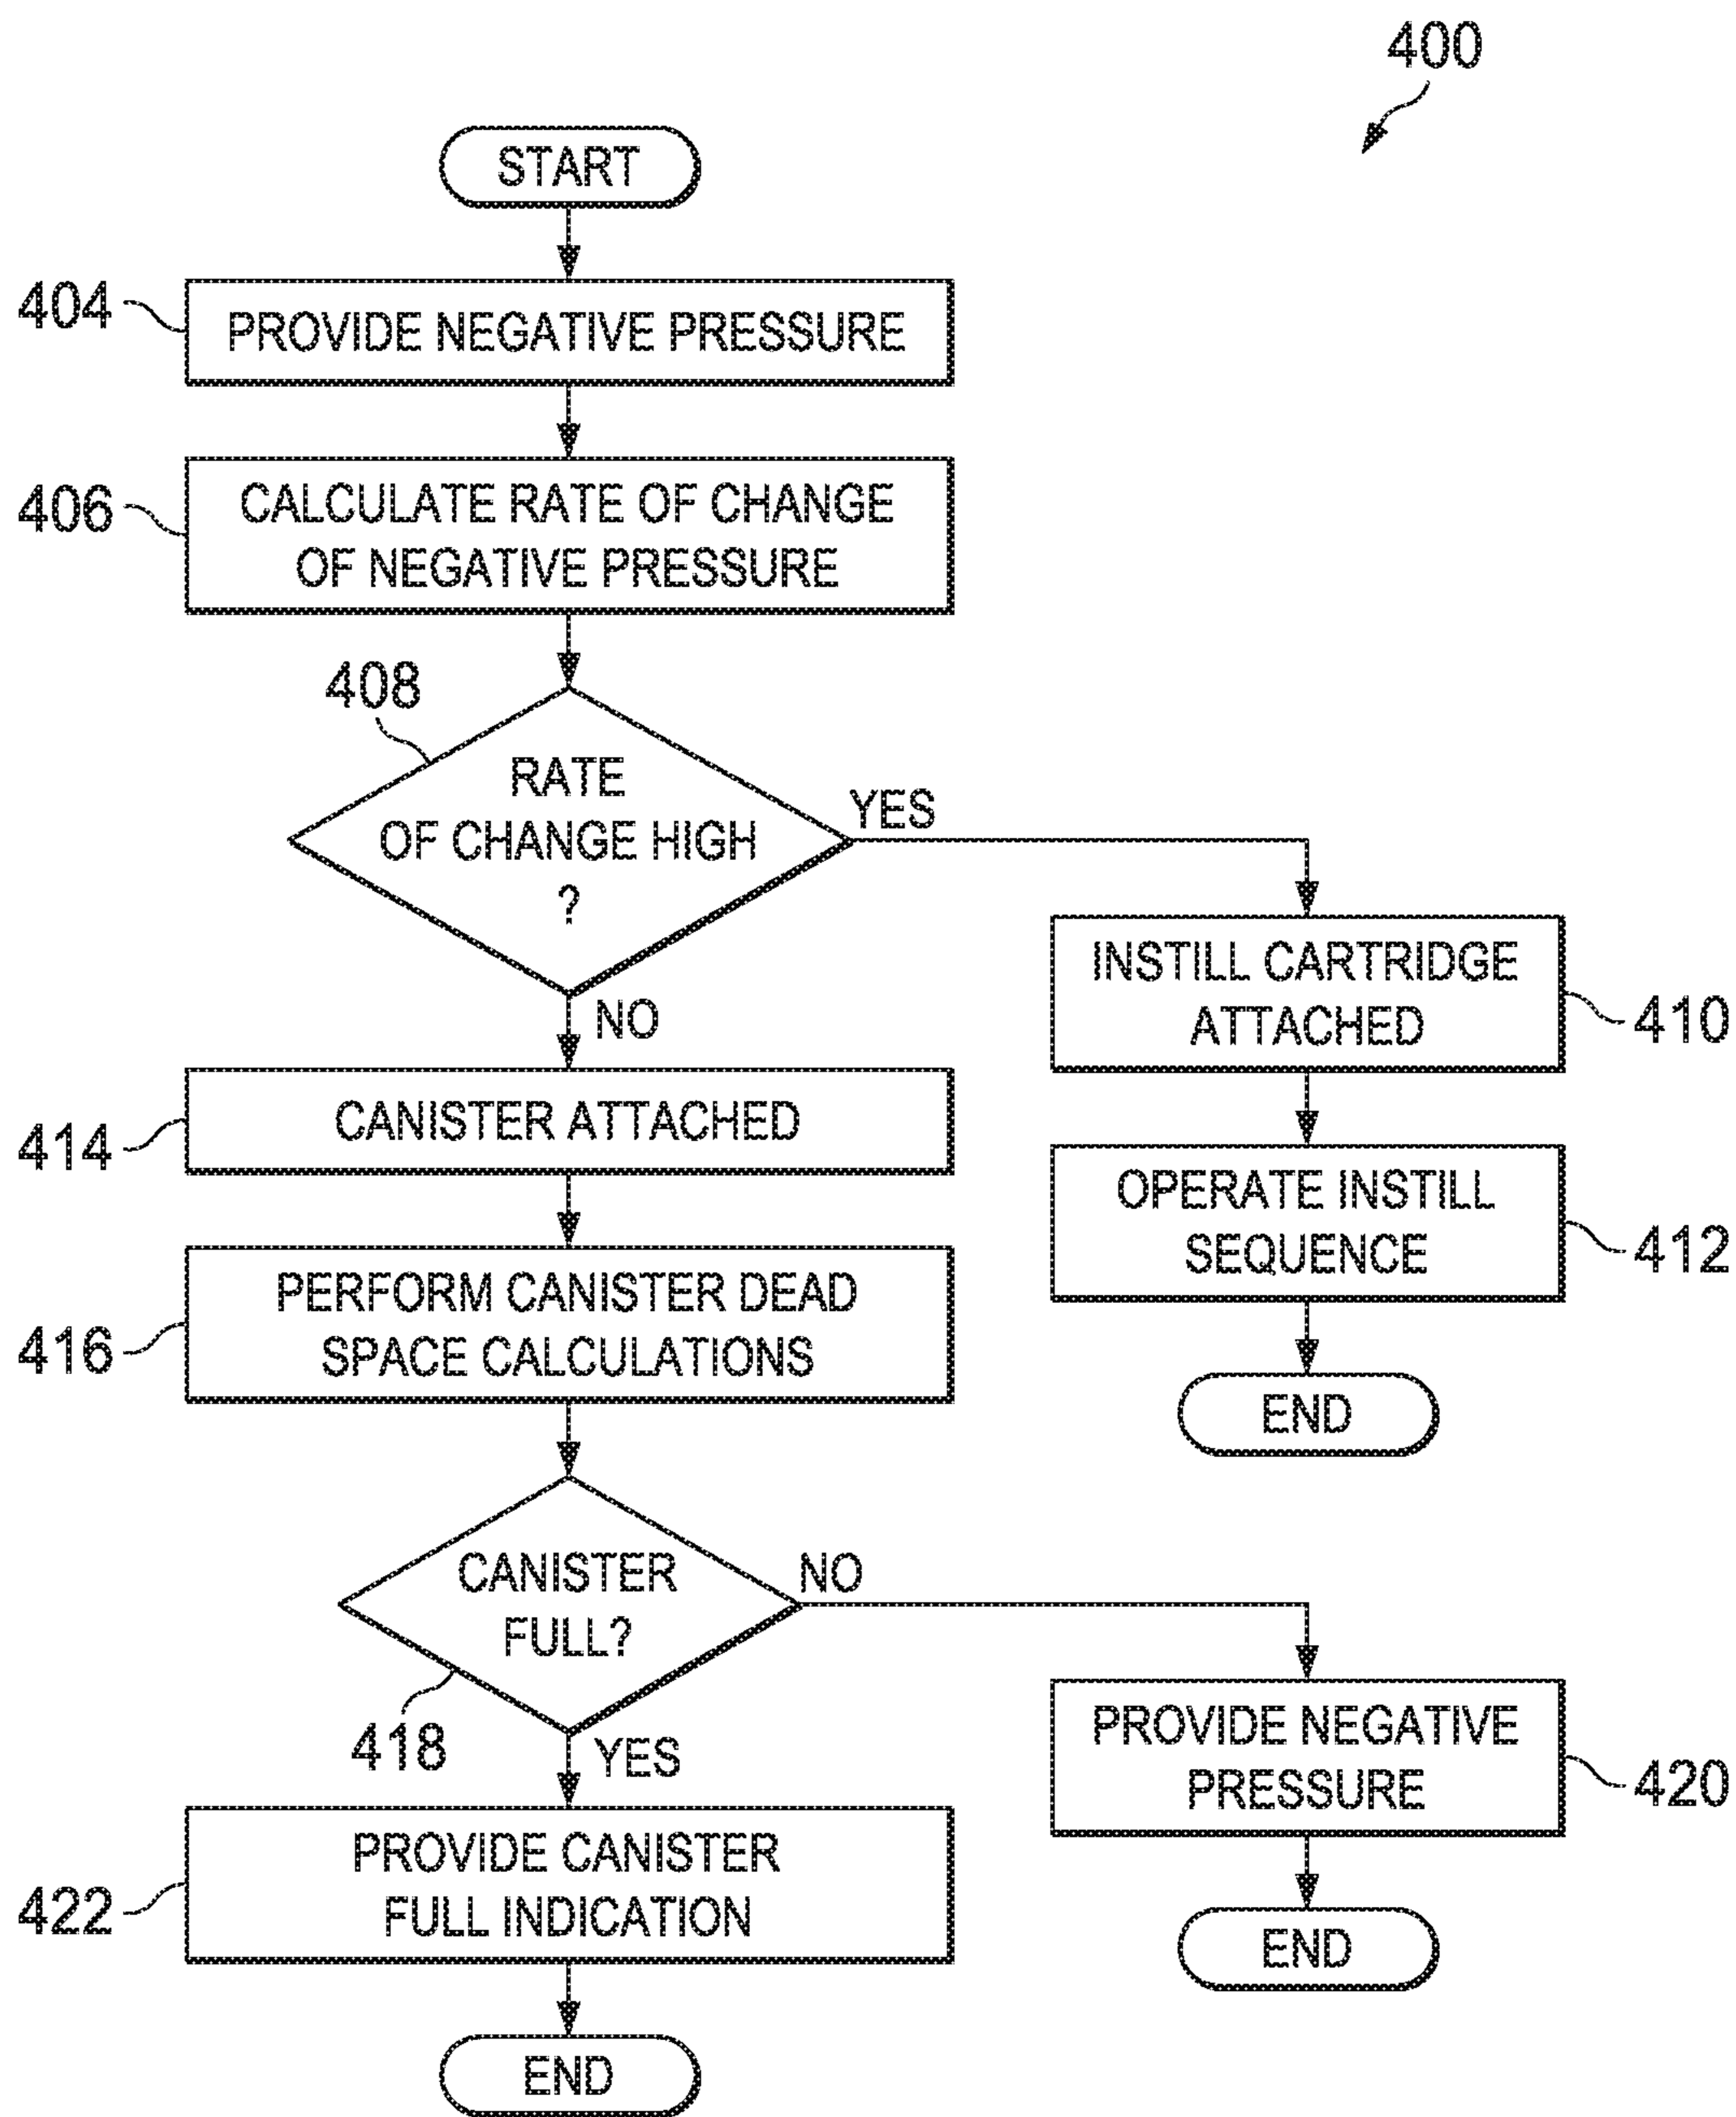 400
START
404
PROVIDE NEGATIVE PRESSURE
406
CALCULATE RATE OF CHANGE
OF NEGATIVE PRESSURE
408
RATE
OF CHANGE HIGH
?
YES
NO
INSTILL CARTRIDGE
ATTACHED
410
414
CANISTER ATTACHED
OPERATE INSTILL
SEQUENCE
412
416
PERFORM CANISTER DEAD
SPACE CALCULATIONS
END
CANISTER
FULL?
NO
418
YES
PROVIDE NEGATIVE
PRESSURE
420
422
PROVIDE CANISTER
FULL INDICATION
END
END